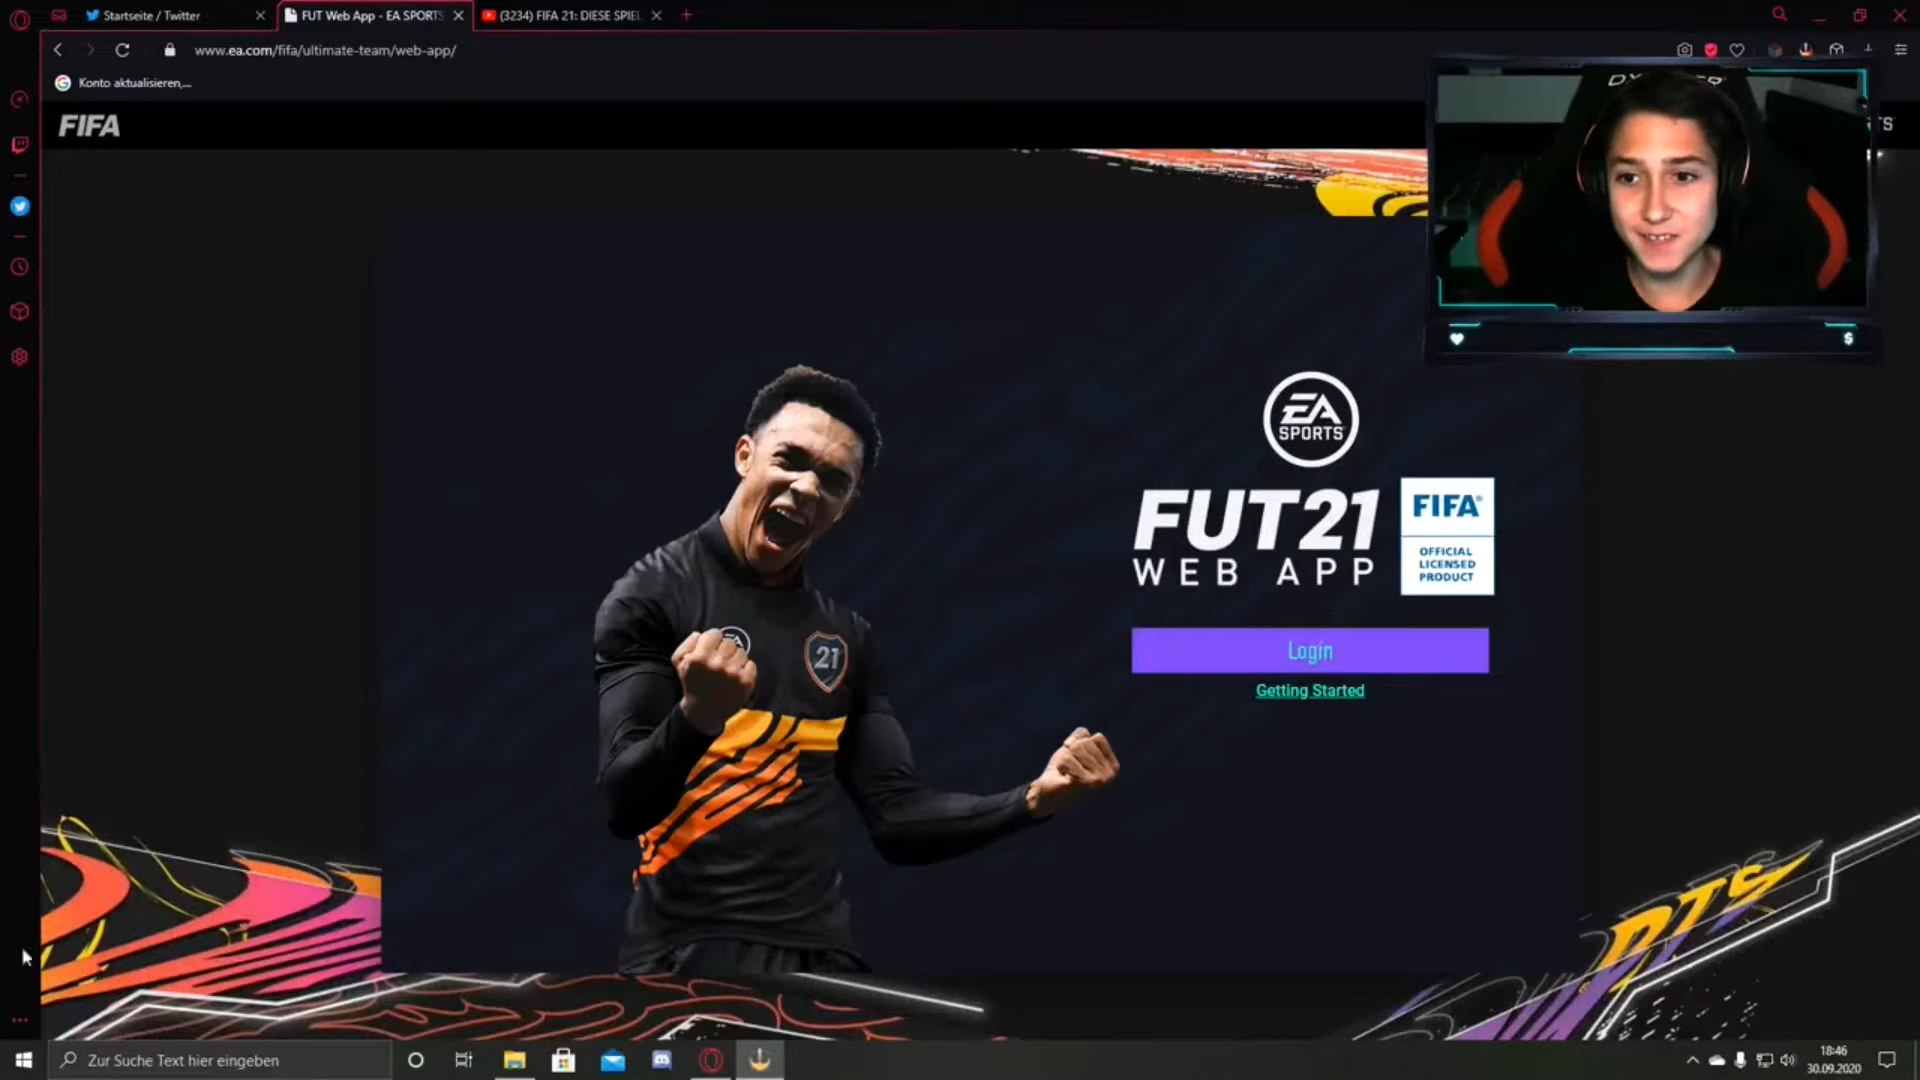 Startseite / Twitter
FUT Web App - EA SPORTS
(3234) FIFA 21: DIESE SPIEL
www.ea.com/fifa/ultimate-team/web-app/
Konto aktualisieren,...
FIFA
EA
SPORTS
FUT21
WEB APP
FIFA
OFFICIAL
LICENSED
PRODUCT
Login
Getting Started
EA
21
Zur Suche Text hier eingeben
18:46
30.09.2020